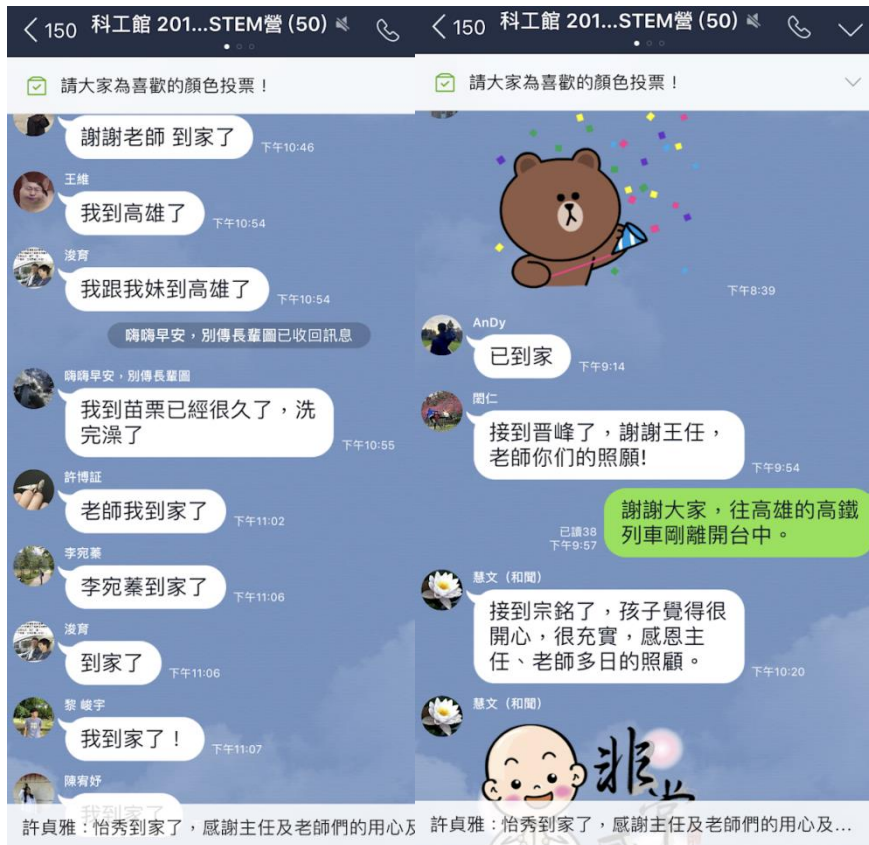 150 科工館 201...STEM營 (50)
請大家為喜歡的顏色投票！
謝謝老師 到家了
下午10:46
王維
我到高雄了
下午10:54
浚育
我跟我妹到高雄了
下午10:54
嗨嗨早安，別傳長輩圖已收回訊息
嗨嗨早安，別傳長輩圖
我到苗栗已經很久了，洗
完澡了
下午10:55
許博証
老師我到家了
下午11:02
李宛蓁
李宛蓁到家了
下午11:06
浚育
到家了
下午11:06
黎 峻宇
我到家了！
下午11:07
陳宥妤
我到家了
許貞雅：怡秀到家了，感謝主任及老師們的用心及
150 科工館 201...STEM營 (50)
請大家為喜歡的顏色投票！
下午8:39
AnDy
已到家
下午9:14
閎仁
接到晋峰了，謝謝王任，
老師你们的照願!
下午9:54
謝謝大家，往高雄的高鐵
列車剛離開台中。
已讀38
下午9:57
慧文（和聞）
接到宗銘了，孩子覺得很
開心，很充實，感恩主
任、老師多日的照顧。
下午10:20
慧文（和聞）
非常
許貞雅：怡秀到家了，感謝主任及老師們的用心及...